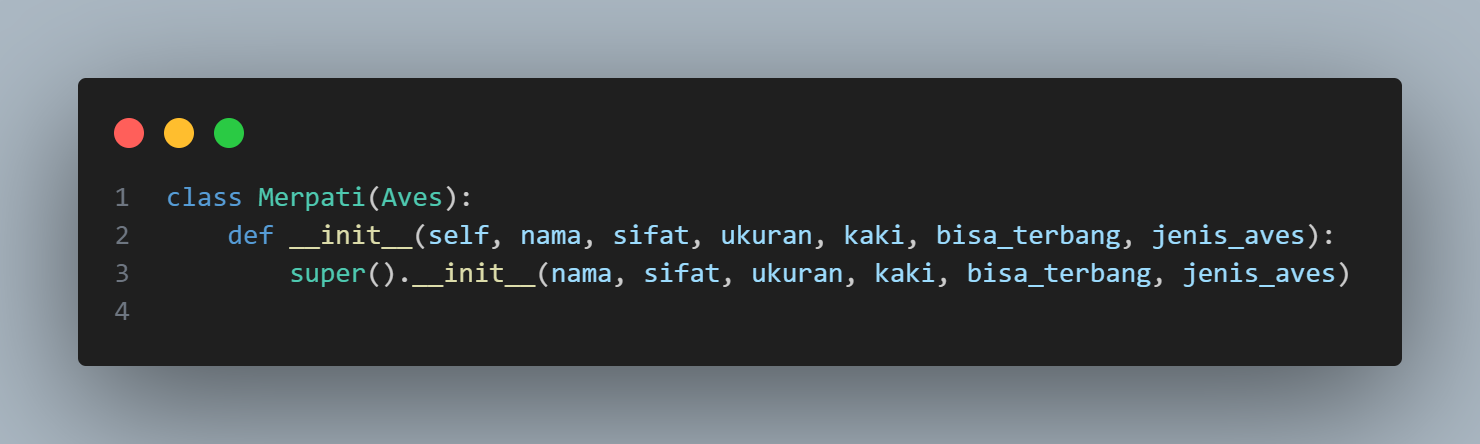 1 class Merpati(Aves):
2 def __init__(self, nama, sifat, ukuran, kaki, bisa_terbang, jenis_aves):
3 super().__init__(nama, sifat, ukuran, kaki, bisa_terbang, jenis_aves)
4